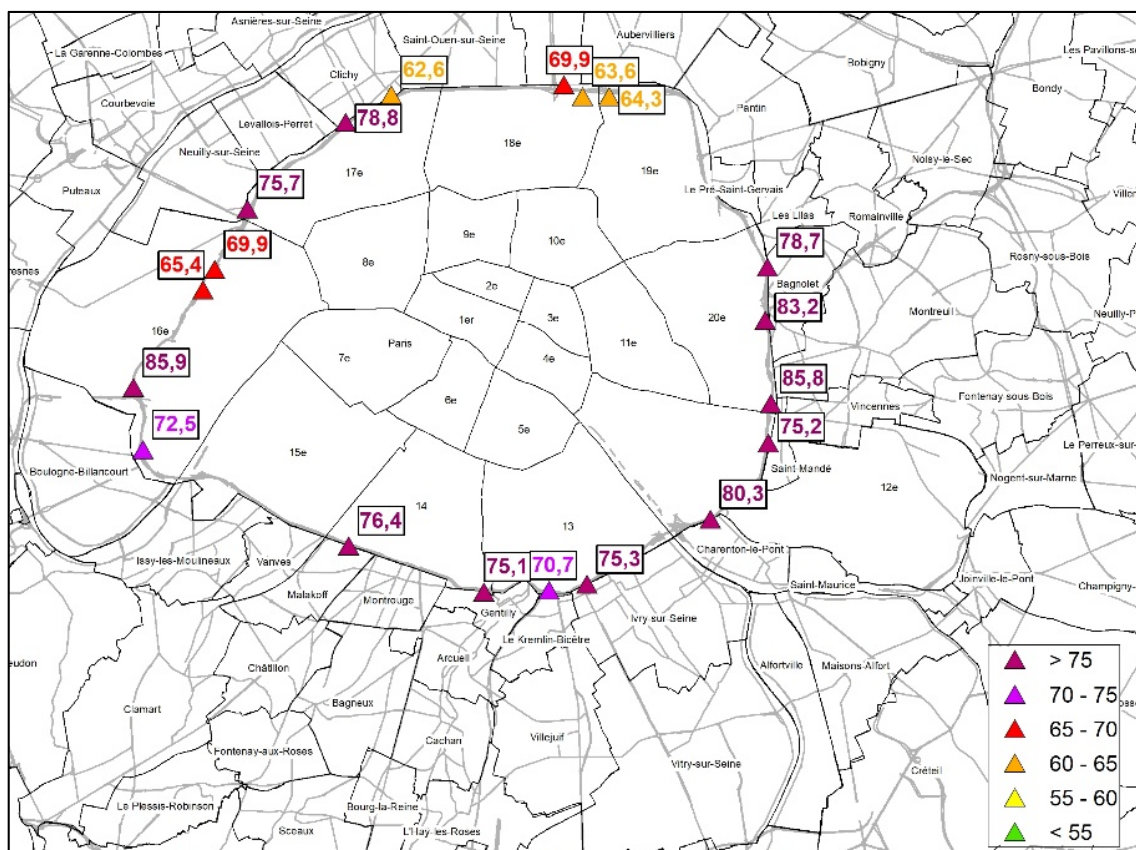 Asnières-sur-Seine
Saint-Ouen-sur-Seine
Aubervilliers
La Garenne-Colombes
Bobigny
Bondy
Clichy
62,6
69,9
63,6
64,3
Courbevoie
Pantin
Levallois-Perret
78,8
18e
Neuilly-sur-Seine
Noisy-le-Sec
17e
19e
Puteaux
75,7
Le Pré-Saint-Gervais
Les Lilas
Romainville
9e
10e
69,9
78,7
65,4
8e
Rosny-sous-Bois
2e
Bagnolet
83,2
Montreuil
16e
1er
3e
20e
Paris
11e
7e
4e
85,9
85,8
6e
Vincennes
Fontenay-sous-Bois
72,5
5e
75,2
15e
Boulogne-Billancourt
Saint-Mandé
12e
Nogent-sur-Marne
80,3
14
76,4
13
Charenton-le-Pont
Issy-les-Moulineaux
Vanves
75,1
70,7
75,3
Saint-Maurice
Joinville-le-Pont
Malakoff
Montrouge
Gentilly
Ivry-sur-Seine
Le Kremlin-Bicêtre
Châtillon
Arcueil
Alfortville
Maisons-Alfort
> 75
70 - 75
Clamart
Bagneux
65 - 70
Cachan
Villejuif
Fontenay-aux-Roses
Vitry-sur-Seine
60 - 65
Créteil
Le Plessis-Robinson
Bourg-la-Reine
55 - 60
Sceaux
L'Hay-les-Roses
< 55